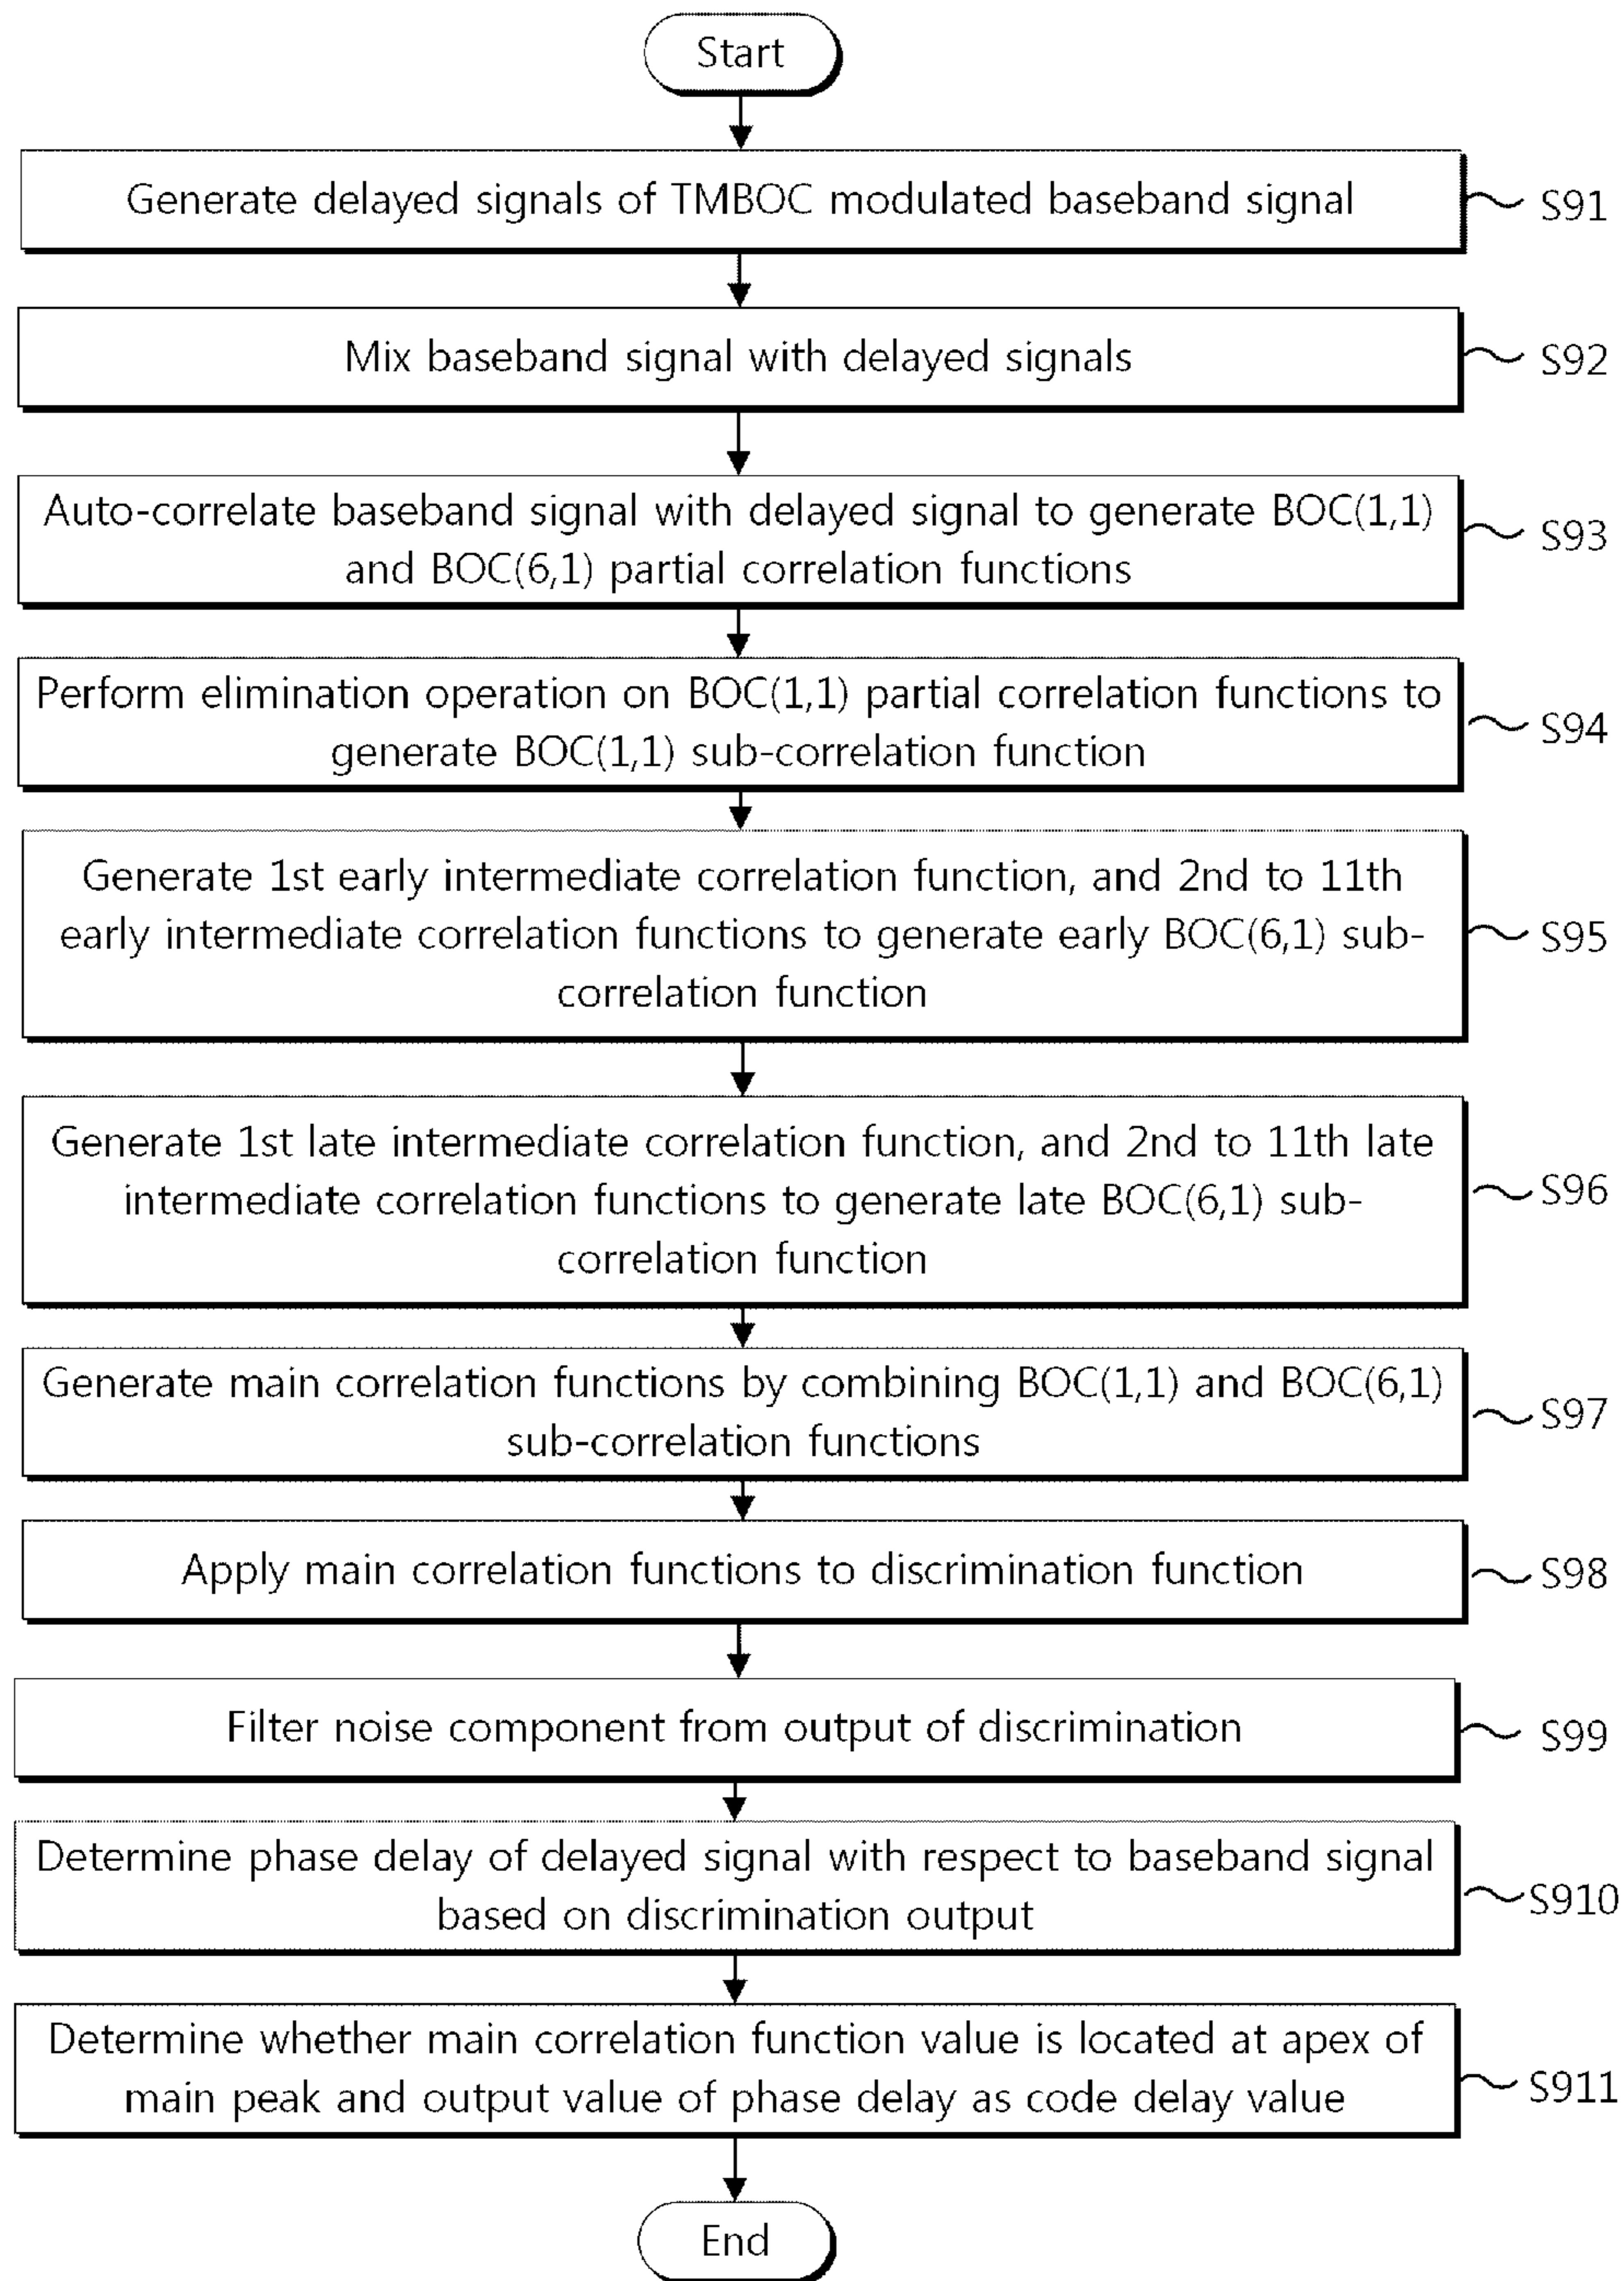 Start
Generate delayed signals of TMBOC modulated baseband signal
S91
Mix baseband signal with delayed signals
S92
Auto-correlate baseband signal with delayed signal to generate BOC(1,1)
and BOC(6,1) partial correlation functions
S93
Perform elimination operation on BOC(1,1) partial correlation functions to
generate BOC(1,1) sub-correlation function
S94
Generate 1st early intermediate correlation function, and 2nd to 11th
early intermediate correlation functions to generate early BOC(6,1) sub-
correlation function
S95
Generate 1st late intermediate correlation function, and 2nd to 11th late
intermediate correlation functions to generate late BOC(6,1) sub-
correlation function
S96
Generate main correlation functions by combining BOC(1,1) and BOC(6,1)
sub-correlation functions
S97
Apply main correlation functions to discrimination function
S98
Filter noise component from output of discrimination
S99
Determine phase delay of delayed signal with respect to baseband signal
based on discrimination output
S910
Determine whether main correlation function value is located at apex of
main peak and output value of phase delay as code delay value
S911
End